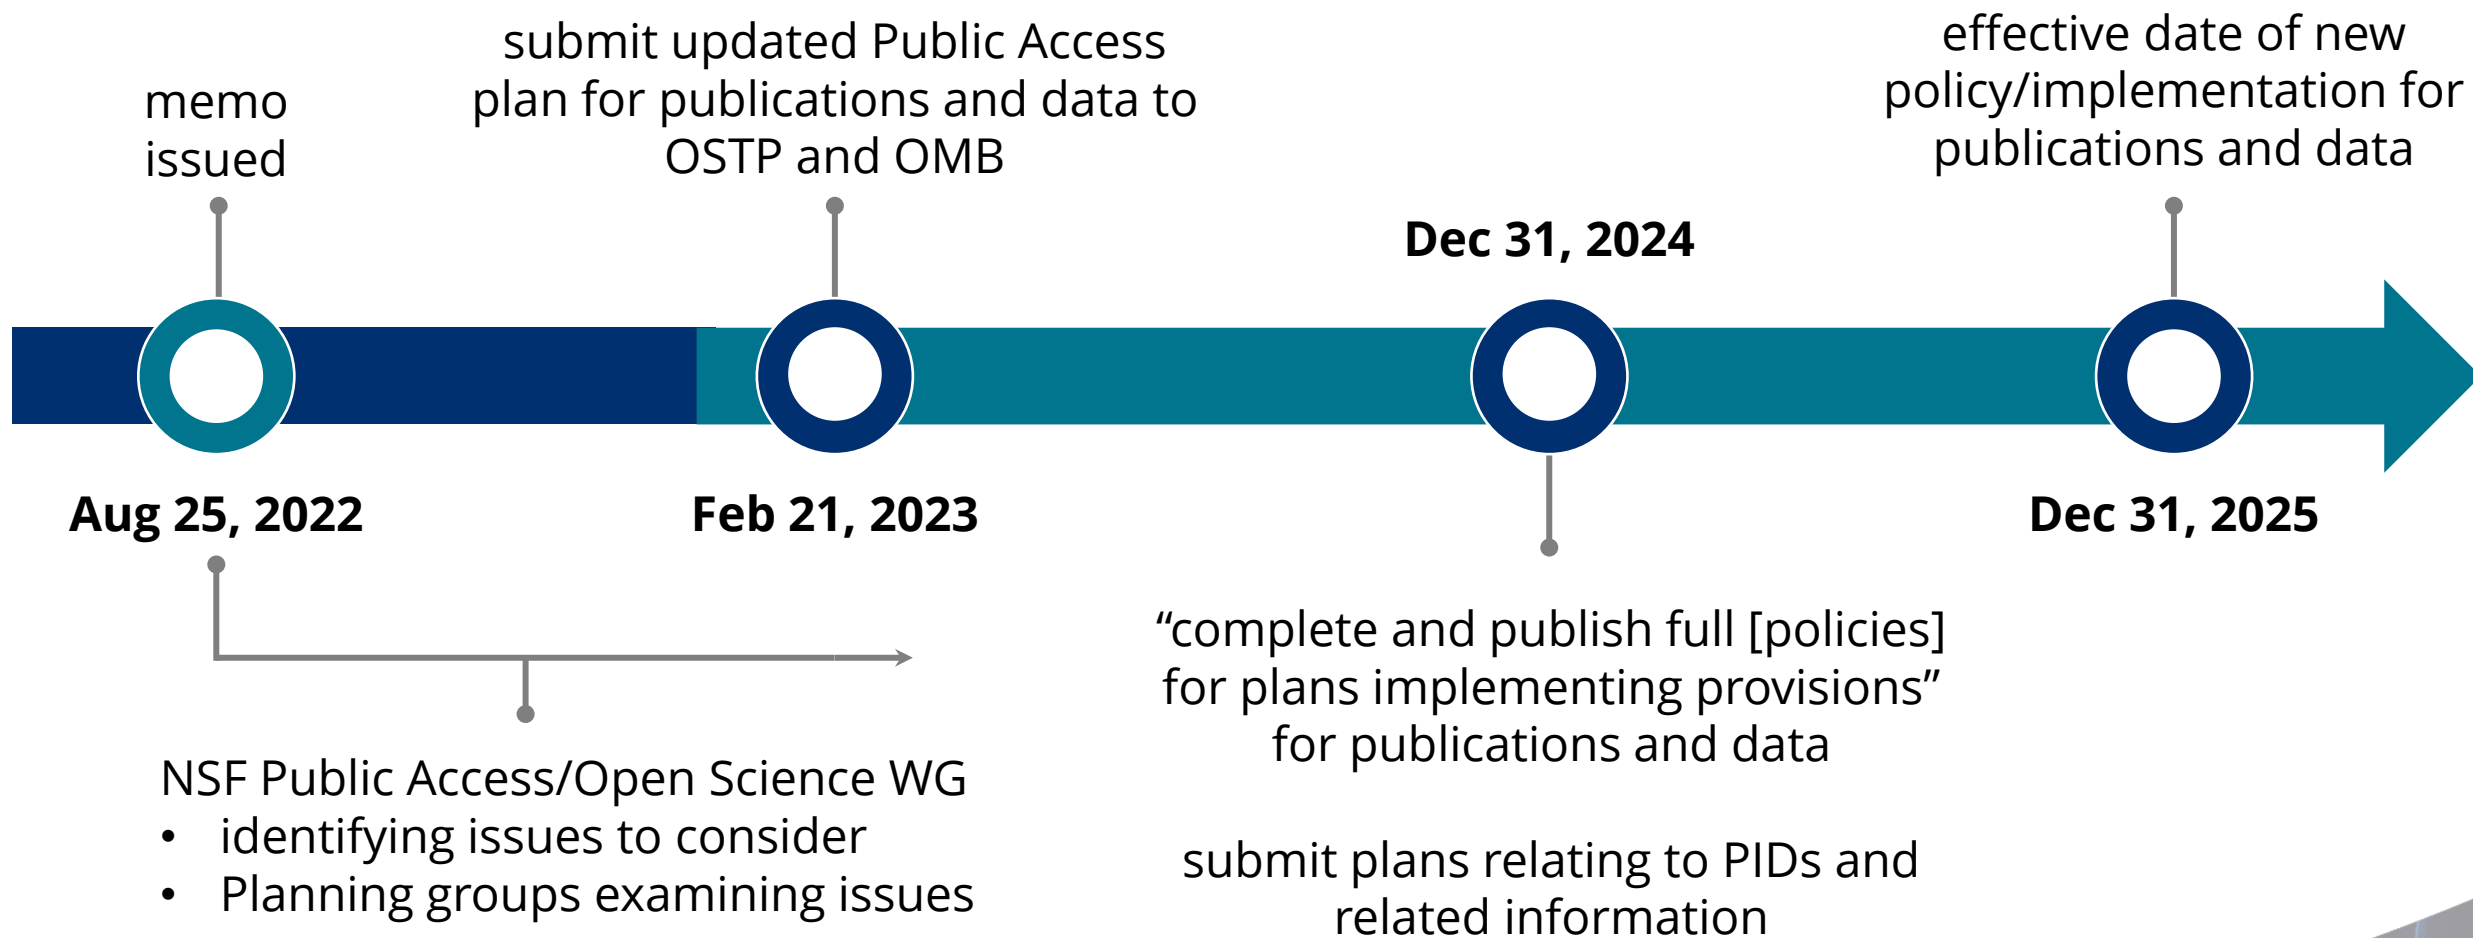 memo
issued
submit updated Public Access
plan for publications and data to
OSTP and OMB
effective date of new
policy/implementation for
publications and data
Dec 31, 2024
Aug 25, 2022
Feb 21, 2023
Dec 31, 2025
NSF Public Access/Open Science WG
• identifying issues to consider
• Planning groups examining issues
“complete and publish full [policies]
for plans implementing provisions”
for publications and data
submit plans relating to PIDs and
related information